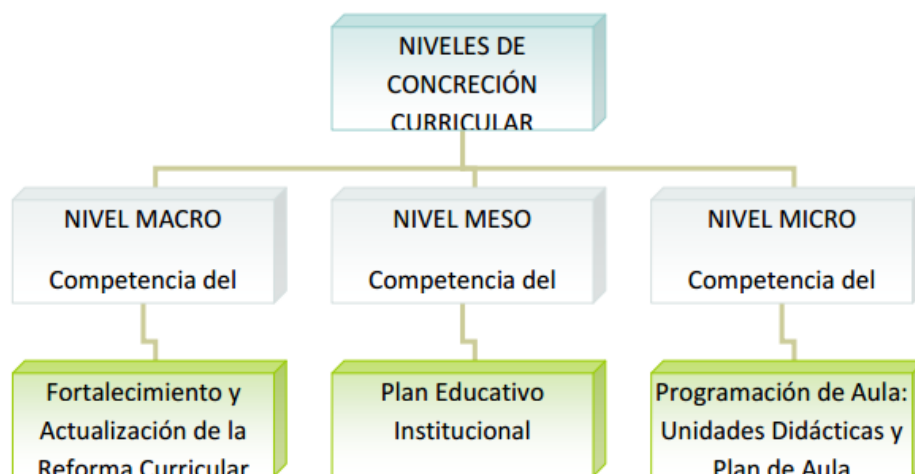 NIVELES DE
CONCRECIÓN
CURRICULAR
NIVEL MACRO
Competencia del
NIVEL MESO
Competencia del
NIVEL MICRO
Competencia del
Fortalecimiento y
Actualización de la
Reforma Curricular
Plan Educativo
Institucional
Programación de Aula:
Unidades Didácticas y
Plan de Aula